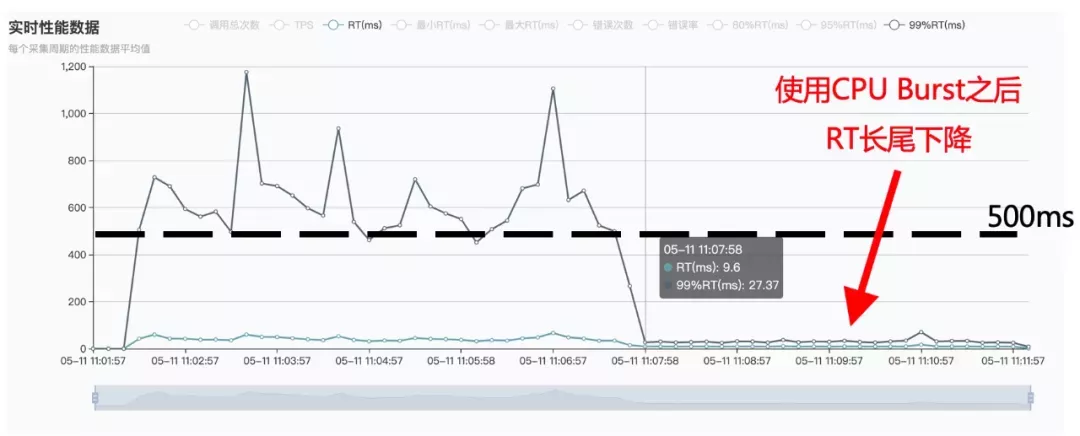 实时性能数据
每个采集周期的性能数据平均值
调用总次数 TPS RT(ms) 最小RT(ms) 最大RT(ms) 错误次数 错误率 80%RT(ms) 95%RT(ms) 99%RT(ms)
1,200
1,000
800
600
400
200
0
使用CPU Burst之后
RT长尾下降
500ms
05-11 11:07:58
RT(ms): 9.6
99%RT(ms): 27.37
05-11 11:01:57 05-11 11:02:57 05-11 11:03:57 05-11 11:04:57 05-11 11:05:58 05-11 11:06:57 05-11 11:07:58 05-11 11:08:57 05-11 11:09:57 05-11 11:10:57 05-11 11:11:57